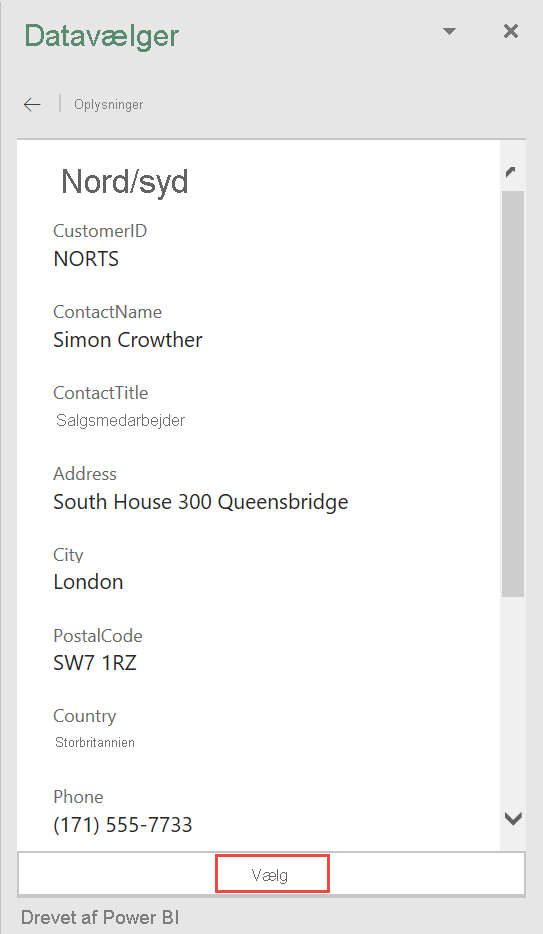 Datavælger
Oplysninger
Nord/syd
CustomerID
NORTS
ContactName
Simon Crowther
ContactTitle
Salgsmedarbejder
Address
South House 300 Queensbridge
City
London
PostalCode
SW7 1RZ
Country
Storbritannien
Phone
(171) 555-7733
Vælg
Drevet af Power BI